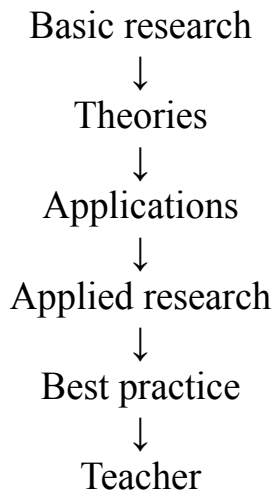 Basic research
↓
Theories
↓
Applications
↓
Applied research
↓
Best practice
↓
Teacher